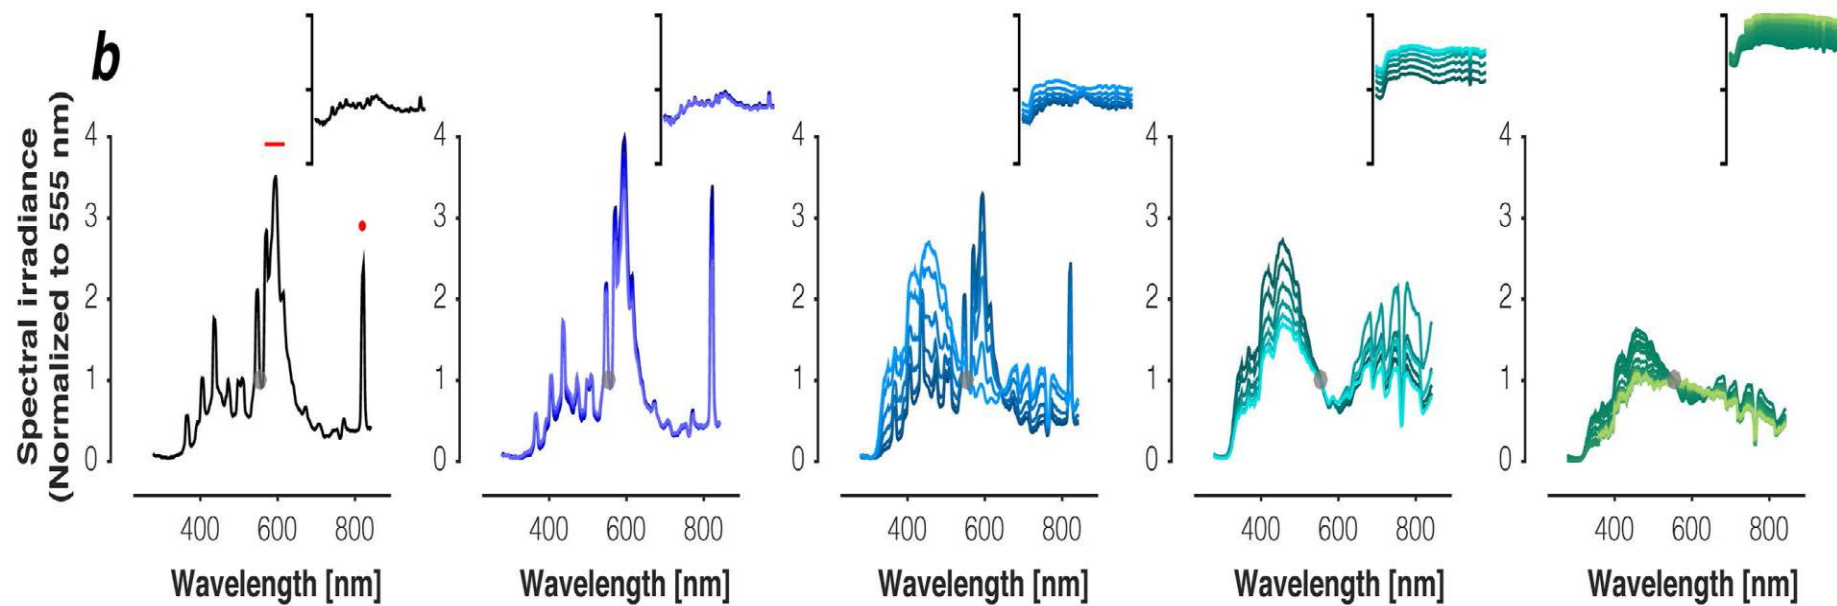 b
Spectral irradiance
(Normalized to 555 nm)
4 4 4 4 4
3 3 3 3 3
2 2 2 2 2
1 1 1 1 1
0 0 0 0 0
400 600 800 400 600 800 400 600 800 400 600 800 400 600 800
Wavelength [nm] Wavelength [nm] Wavelength [nm] Wavelength [nm] Wavelength [nm]